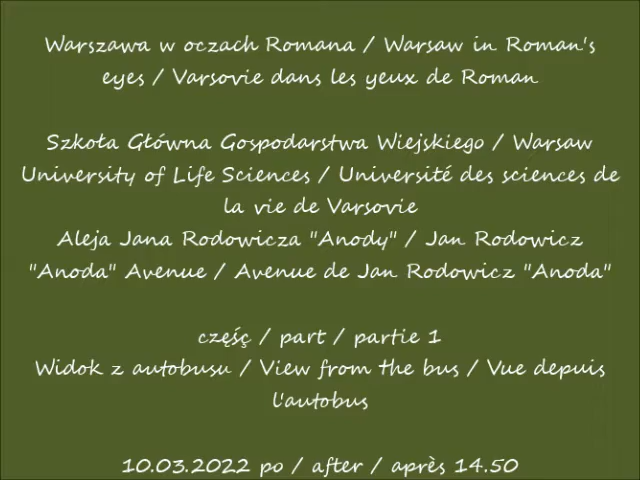 Warszawa w oczach Romana / Warsaw in Roman's
eyes / Varsovie dans les yeux de Roman
Szkoła Główna Gospodarstwa Wiejskiego / Warsaw
University of Life Sciences / Université des sciences de
la vie de Varsovie
Aleja Jana Rodowicza "Anody" / Jan Rodowicz
"Anoda" Avenue / Avenue de Jan Rodowicz "Anoda"
częśç / part / partie 1
Widok z autobusu / View from the bus / Vue depuis
l'autobus
10.03.2022 po / after / après 14.50